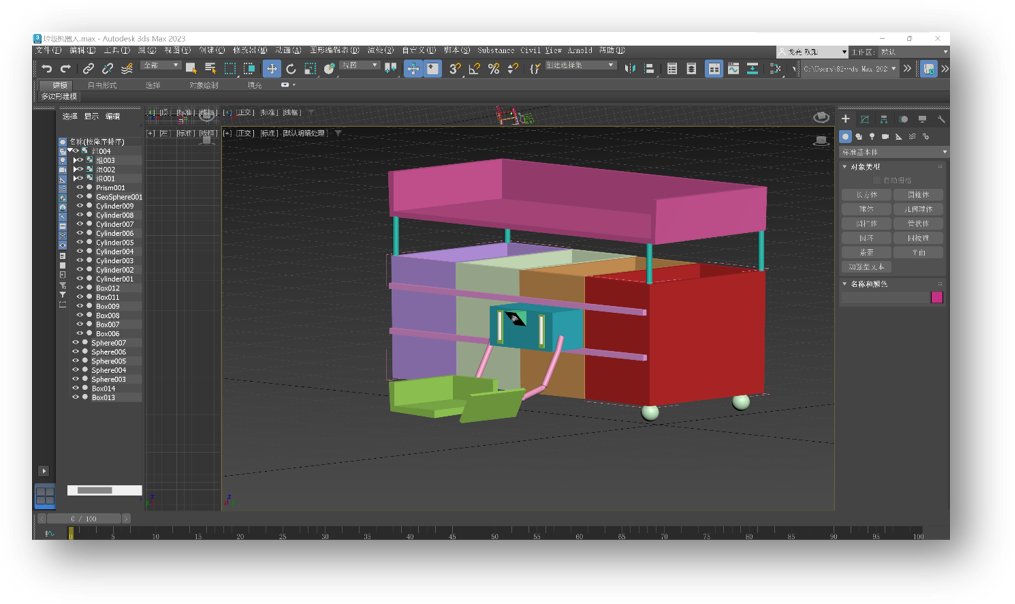 圾机器人.max - Autodesk 3ds Max 2023
文件(F) 编辑(E) 工具(T) 组(G) 视图(V) 创建(C) 修改器(M) 动画(A) 图形编辑器(D) 渲染(R) 自定义(U) 脚本(S) Substance Civil View Arnold 帮助(H)
工作区: 默认
全部 视图 创建选择集
建模 自由形式 选择 对象绘制 填充
多边形建模
选择 显示 编辑
[+] [正交] [标准] [线框]
[+] [左] [标准] [线框] [+] [正交] [标准] [默认明暗处理]
名称(按升序排序)
组004
组003
组002
组001
Prism001
GeoSphere001
Cylinder009
Cylinder008
Cylinder007
Cylinder006
Cylinder005
Cylinder004
Cylinder003
Cylinder002
Cylinder001
Box012
Box011
Box009
Box008
Box007
Box006
Sphere007
Sphere006
Sphere005
Sphere004
Sphere003
Box014
Box013
标准基本体
对象类型
自动栅格
长方体 圆锥体
球体 几何球体
圆柱体 管状体
圆环 四棱锥
茶壶 平面
加强型文本
名称和颜色
0 / 100
0 5 10 15 20 25 30 35 40 45 50 55 60 65 70 75 80 85 90 95 100